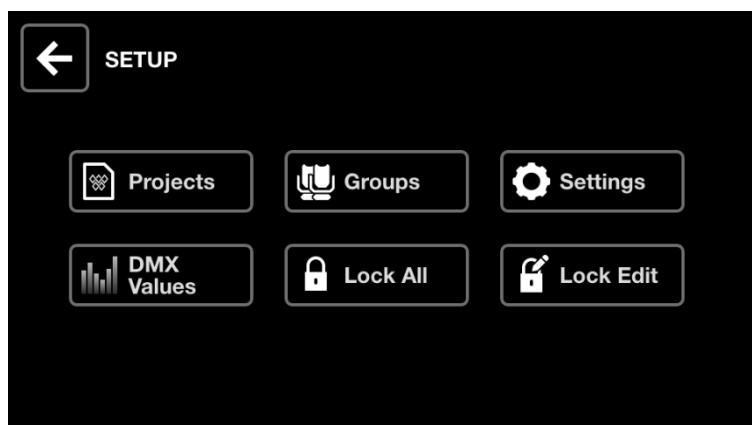 SETUP
Projects
Groups
Settings
DMX
Values
Lock All
Lock Edit